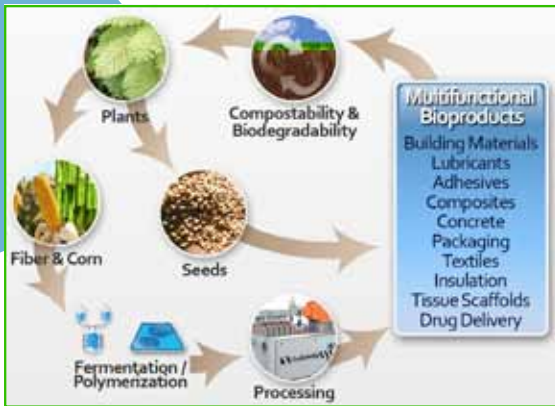 Plants
Compostability &
Biodegradability
Multifunctional
Bioproducts
Building Materials
Lubricants
Adhesives
Composites
Concrete
Packaging
Textiles
Insulation
Tissue Scaffolds
Drug Delivery
Fiber & Corn
Seeds
Fermentation /
Polymerization
Processing